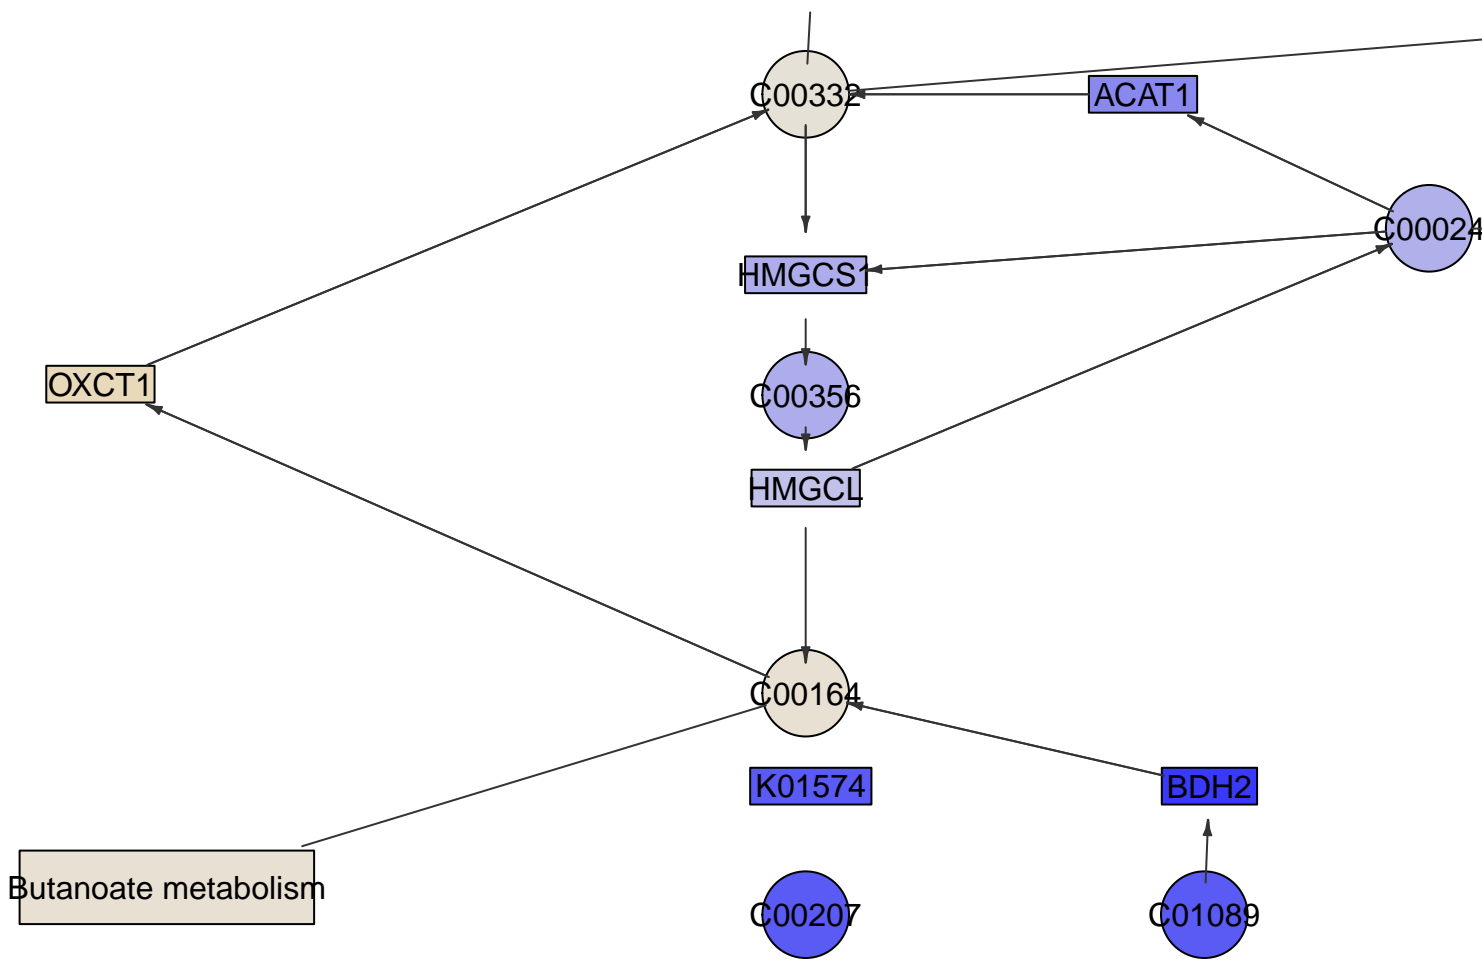 C00332
ACAT1
C00024
HMGCS1
OXCT1
C00356
HMGCL
C00164
K01574
BDH2
Butanoate metabolism
C00207
C01089